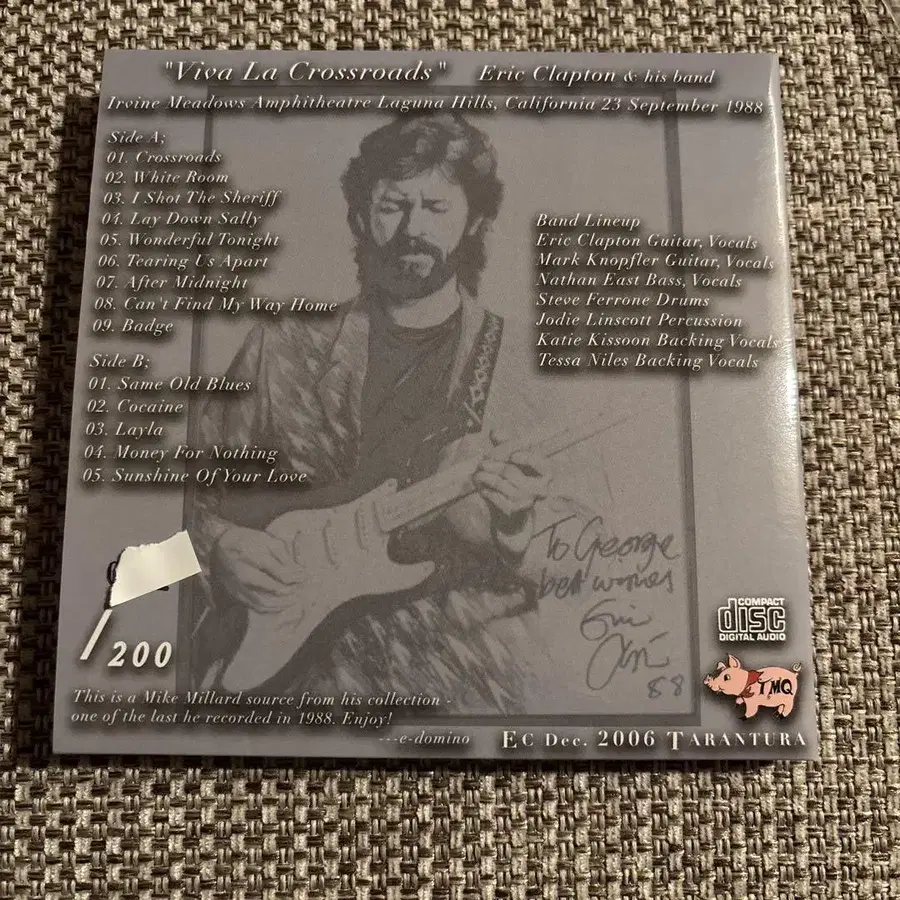 "Viva La Crossroads" Eric Clapton & his band
Irvine Meadows Amphitheatre Laguna Hills, California 23 September 1988
Side A;
01. Crossroads
02. White Room
03. I Shot The Sheriff
04. Lay Down Sally
05. Wonderful Tonight
06. Tearing Us Apart
07. After Midnight
08. Can't Find My Way Home
09. Badge
Side B;
01. Same Old Blues
02. Cocaine
03. Layla
04. Money For Nothing
05. Sunshine Of Your Love
Band Lineup
Eric Clapton Guitar, Vocals
Mark Knopfler Guitar, Vocals
Nathan East Bass, Vocals
Steve Ferrone Drums
Jodie Linscott Percussion
Katie Kissoon Backing Vocals
Tessa Niles Backing Vocals
To George
best wishes
Eric
88
/200
COMPACT
disc
DIGITAL AUDIO
TMQ
This is a Mike Millard source from his collection -
one of the last he recorded in 1988. Enjoy!
---e-domino
EC Dec. 2006 TARANTURA